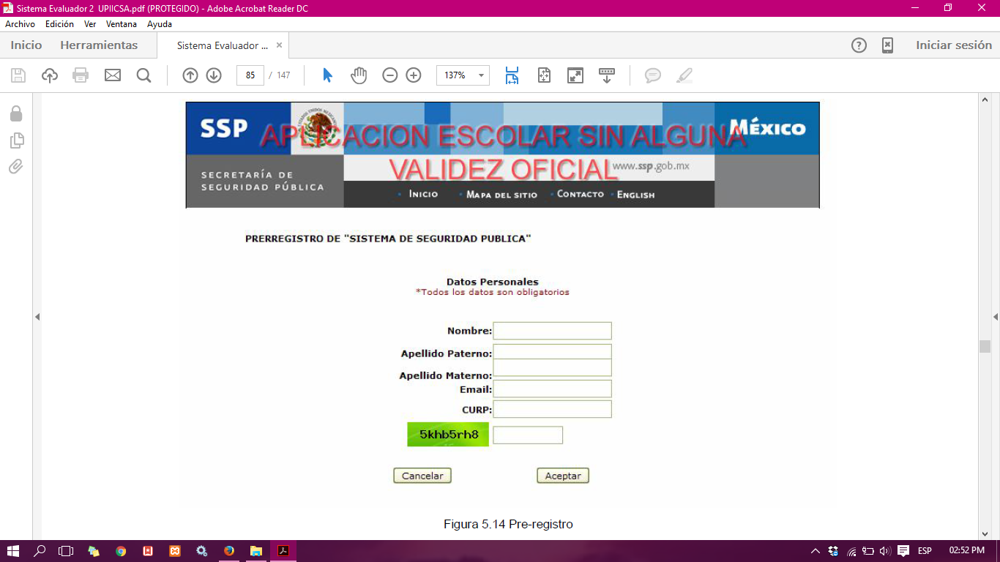 Sistema Evaluador 2 UPIICSA.pdf (PROTEGIDO) - Adobe Acrobat Reader DC
Archivo Edición Ver Ventana Ayuda
Inicio Herramientas Sistema Evaluador ... × Iniciar sesión
85 / 147 137%
SSP MÉXICO
APLICACION ESCOLAR SIN ALGUNA
VALIDEZ OFICIAL
www.ssp.gob.mx
SECRETARÍA DE
SEGURIDAD PÚBLICA
INICIO MAPA DEL SITIO CONTACTO ENGLISH
PRERREGISTRO DE "SISTEMA DE SEGURIDAD PUBLICA"
Datos Personales
*Todos los datos son obligatorios
Nombre:
Apellido Paterno:
Apellido Materno:
Email:
CURP:
5khb5rh8
Cancelar Aceptar
Figura 5.14 Pre-registro
ESP 02:52 PM